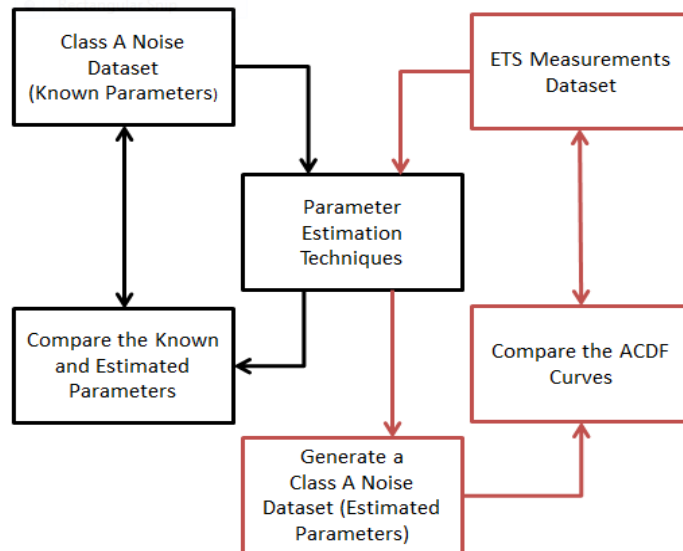 Class A Noise
Dataset
(Known Parameters)
ETS Measurements
Dataset
Parameter
Estimation
Techniques
Compare the Known
and Estimated
Parameters
Compare the ACDF
Curves
Generate a
Class A Noise
Dataset (Estimated
Parameters)